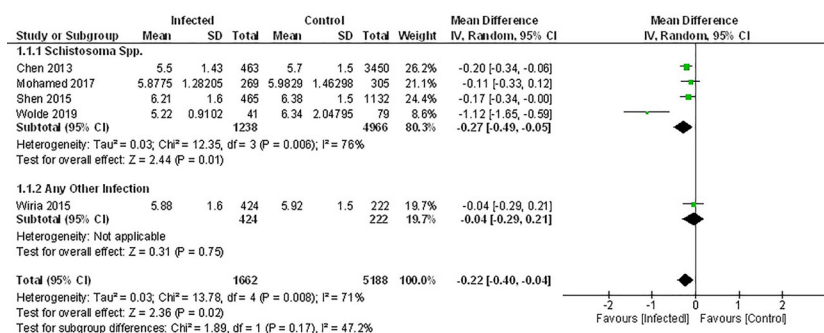 Infected Control Mean Difference Mean Difference
Study or Subgroup Mean SD Total Mean SD Total Weight IV, Random, 95% CI IV, Random, 95% CI
1.1.1 Schistosoma Spp.
Chen 2013 5.5 1.43 463 5.7 1.5 3450 26.2% -0.20 [-0.34, -0.06]
Mohamed 2017 5.8775 1.28205 269 5.9829 1.46298 305 21.1% -0.11 [-0.33, 0.12]
Shen 2015 6.21 1.6 465 6.38 1.5 1132 24.4% -0.17 [-0.34, -0.00]
Wolde 2019 5.22 0.9102 41 6.34 2.04795 79 8.6% -1.12 [-1.65, -0.59]
Subtotal (95% CI) 1238 4966 80.3% -0.27 [-0.49, -0.05]
Heterogeneity: Tau² = 0.03; Chi² = 12.35, df = 3 (P = 0.006); I² = 76%
Test for overall effect: Z = 2.44 (P = 0.01)
1.1.2 Any Other Infection
Wiria 2015 5.88 1.6 424 5.92 1.5 222 19.7% -0.04 [-0.29, 0.21]
Subtotal (95% CI) 424 222 19.7% -0.04 [-0.29, 0.21]
Heterogeneity: Not applicable
Test for overall effect: Z = 0.31 (P = 0.75)
Total (95% CI) 1662 5188 100.0% -0.22 [-0.40, -0.04]
Heterogeneity: Tau² = 0.03; Chi² = 13.78, df = 4 (P = 0.008); I² = 71%
Test for overall effect: Z = 2.36 (P = 0.02)
Test for subgroup differences: Chi² = 1.89, df = 1 (P = 0.17), I² = 47.2%
-2 -1 0 1 2
Favours [Infected] Favours [Control]